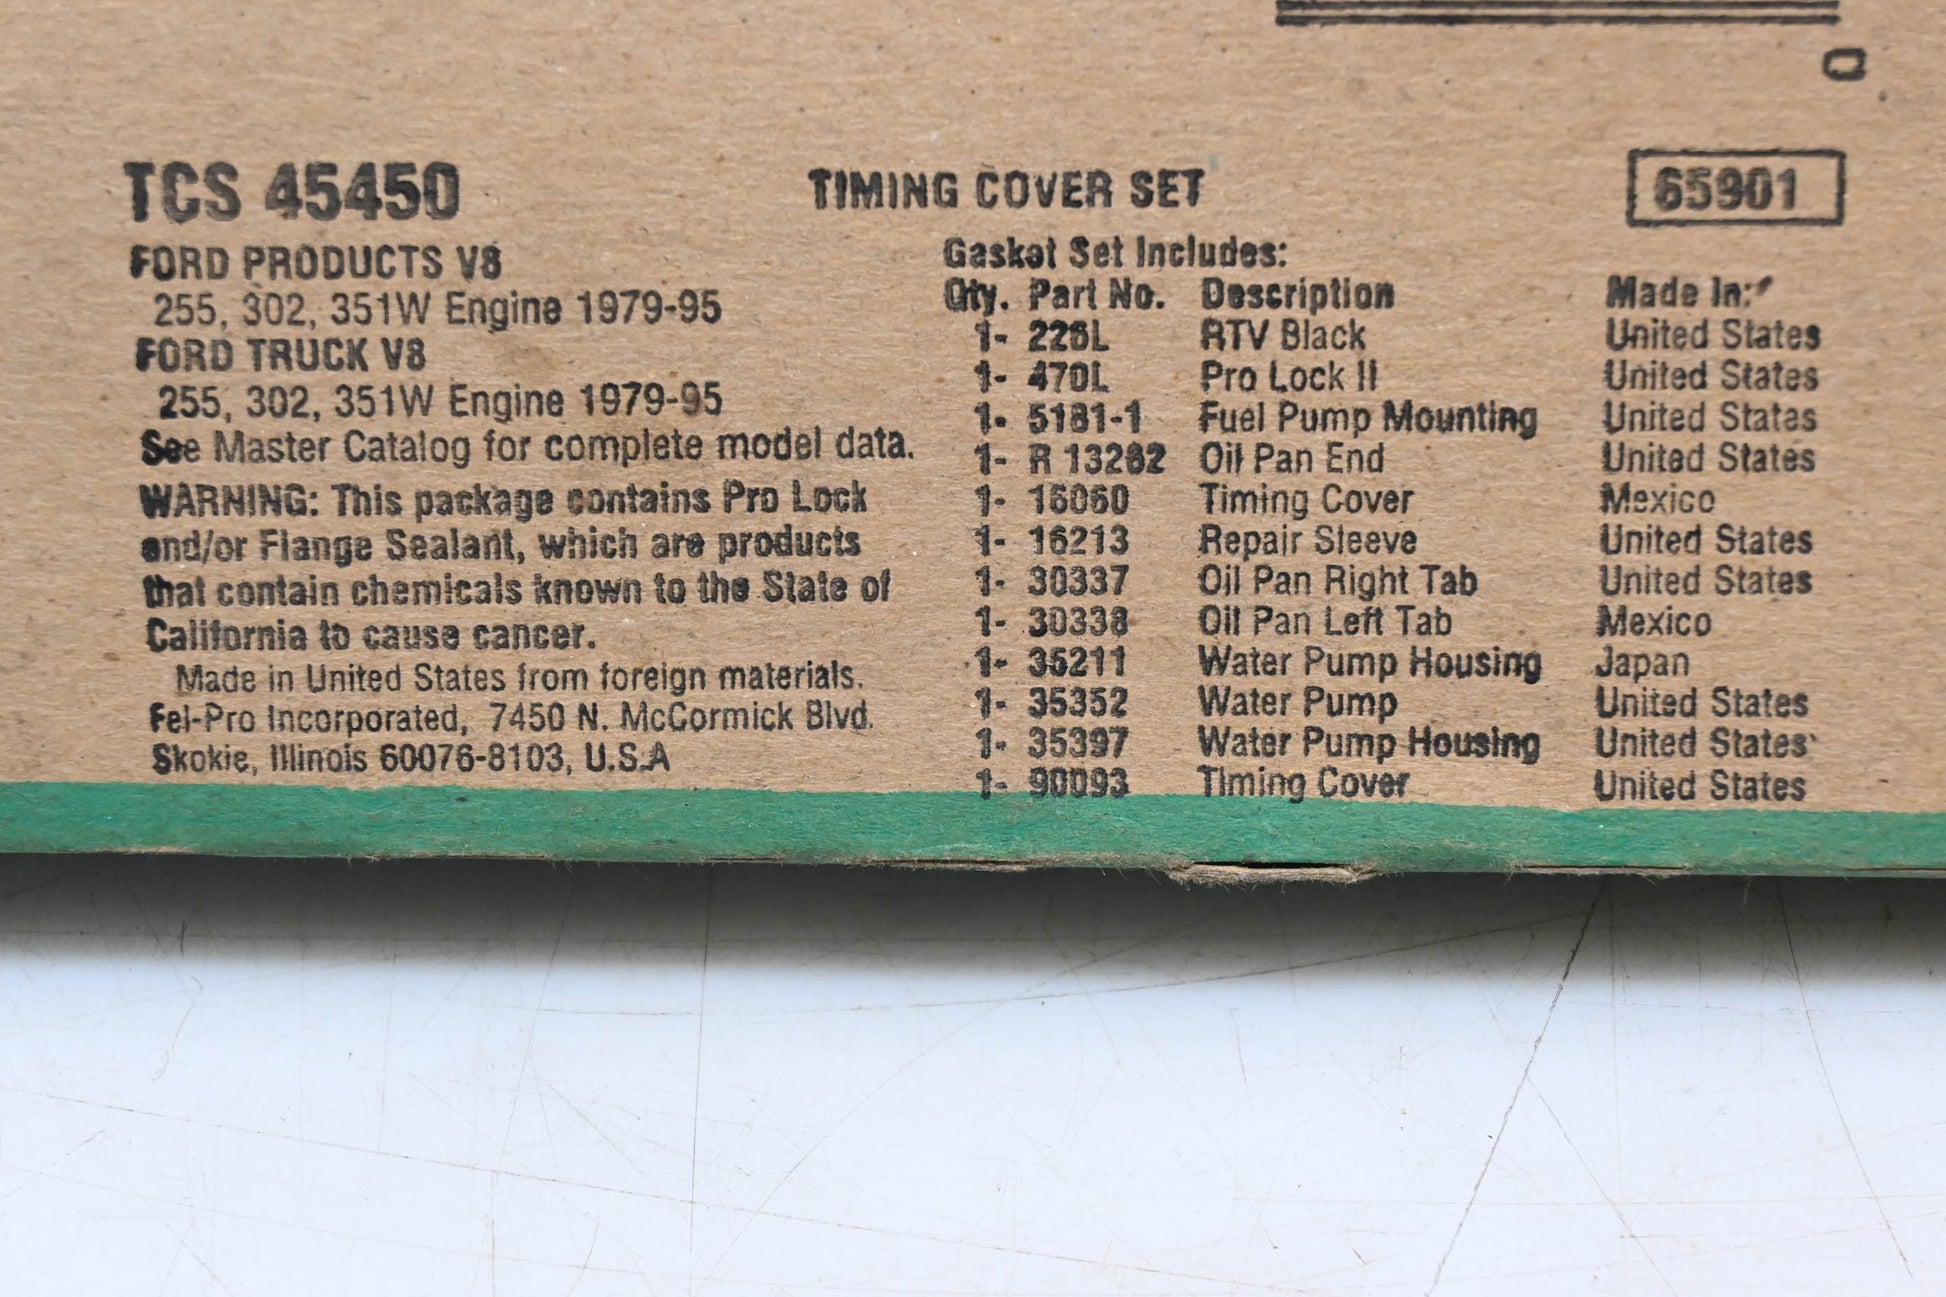 Q
TCS 45450
FORD PRODUCTS V8
255, 302, 351W Engine 1979-95
FORD TRUCK V8
255, 302, 351W Engine 1979-95
See Master Catalog for complete model data.
WARNING: This package contains Pro Lock
and/or Flange Sealant, which are products
that contain chemicals known to the State of
California to cause cancer.
Made in United States from foreign materials.
Fel-Pro Incorporated, 7450 N. McCormick Blvd.
Skokie, Illinois 60076-8103, U.S.A
TIMING COVER SET
65901
Gasket Set Includes:
Qty. Part No. Description Made In:
1- 226L RTV Black United States
1- 470L Pro Lock II United States
1- 5181-1 Fuel Pump Mounting United States
1- R 13262 Oil Pan End United States
1- 16060 Timing Cover Mexico
1- 16213 Repair Sleeve United States
1- 30337 Oil Pan Right Tab United States
1- 30338 Oil Pan Left Tab Mexico
1- 35211 Water Pump Housing Japan
1- 35352 Water Pump United States
1- 35397 Water Pump Housing United States
1- 90093 Timing Cover United States